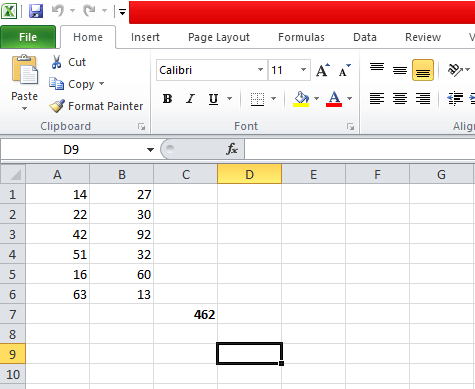 File Home Insert Page Layout Formulas Data Review View
Paste
Cut
Copy
Format Painter
Clipboard
Calibri 11
B I U A
Font
D9 fx
A B C D E F G
1 14 27
2 22 30
3 42 92
4 51 32
5 16 60
6 63 13
7 462
8
9
10